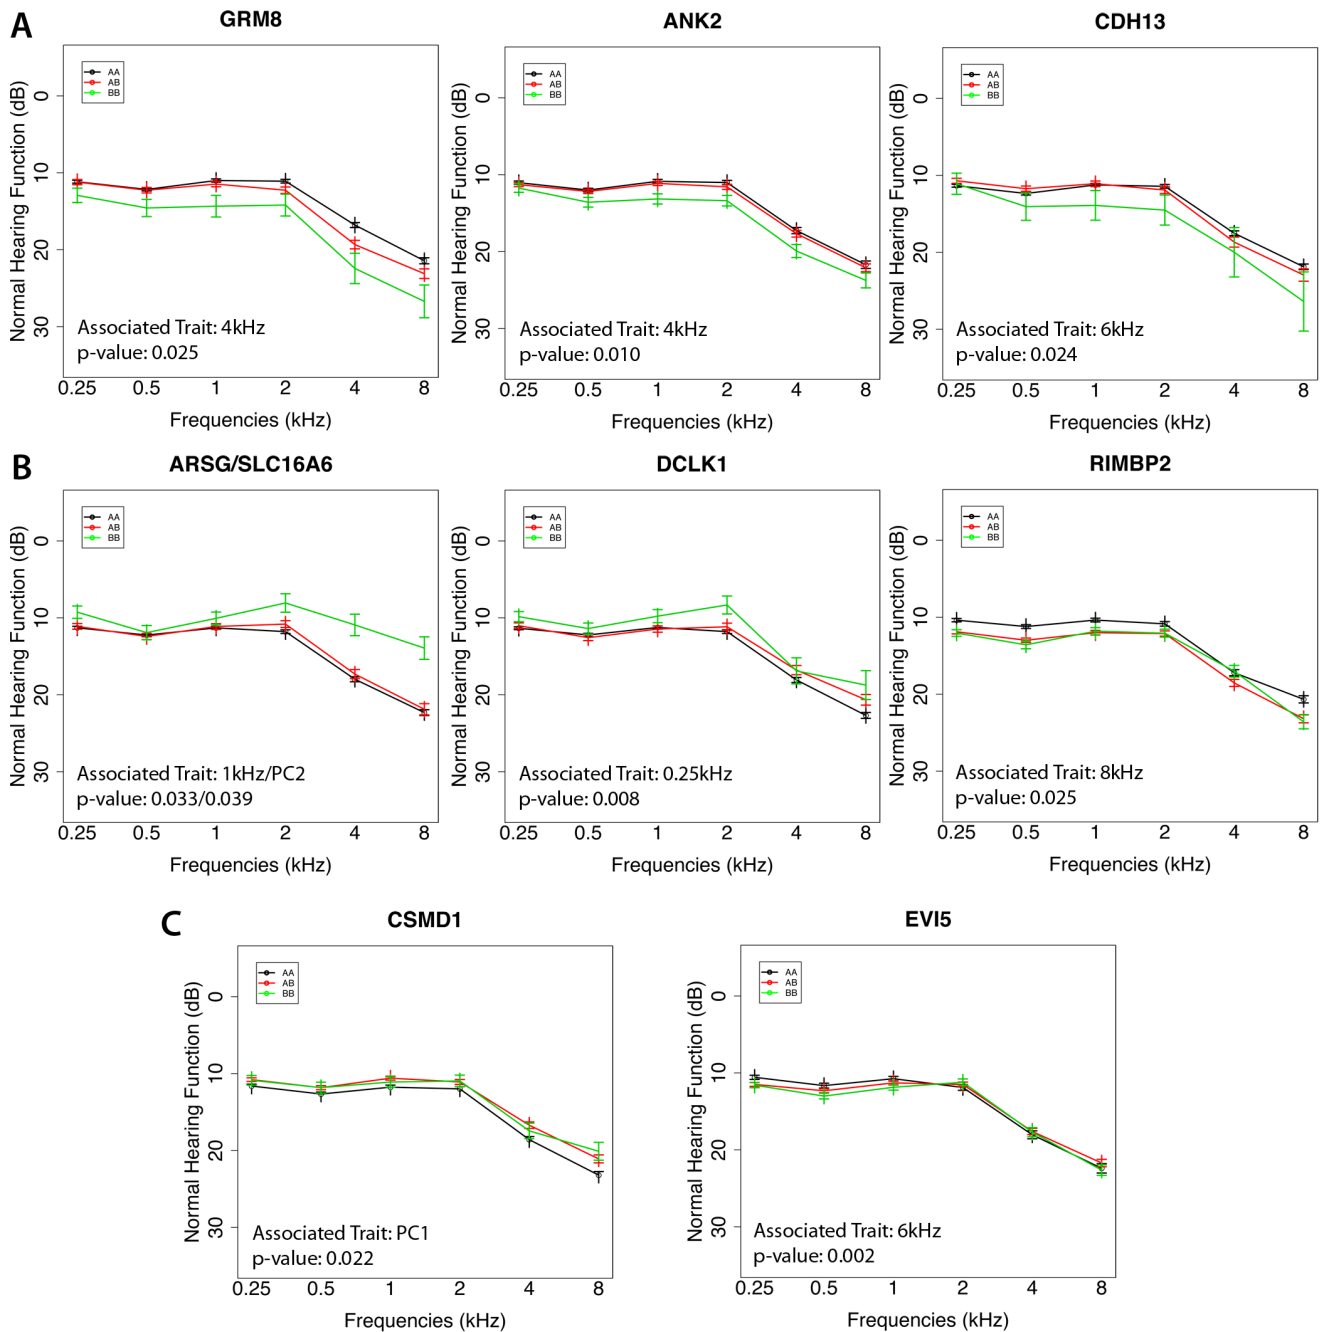 A
GRM8
ANK2
CDH13
Normal Hearing Function (dB)
0
10
20
30
AA
AB
BB
Associated Trait: 4kHz
p-value: 0.025
0.25 0.5 1 2 4 8
Frequencies (kHz)
Normal Hearing Function (dB)
0
10
20
30
AA
AB
BB
Associated Trait: 4kHz
p-value: 0.010
0.25 0.5 1 2 4 8
Frequencies (kHz)
Normal Hearing Function (dB)
0
10
20
30
AA
AB
BB
Associated Trait: 6kHz
p-value: 0.024
0.25 0.5 1 2 4 8
Frequencies (kHz)
B
ARSG/SLC16A6
DCLK1
RIMBP2
Normal Hearing Function (dB)
0
10
20
30
AA
AB
BB
Associated Trait: 1kHz/PC2
p-value: 0.033/0.039
0.25 0.5 1 2 4 8
Frequencies (kHz)
Normal Hearing Function (dB)
0
10
20
30
AA
AB
BB
Associated Trait: 0.25kHz
p-value: 0.008
0.25 0.5 1 2 4 8
Frequencies (kHz)
Normal Hearing Function (dB)
0
10
20
30
AA
AB
BB
Associated Trait: 8kHz
p-value: 0.025
0.25 0.5 1 2 4 8
Frequencies (kHz)
C
CSMD1
EVI5
Normal Hearing Function (dB)
0
10
20
30
AA
AB
BB
Associated Trait: PC1
p-value: 0.022
0.25 0.5 1 2 4 8
Frequencies (kHz)
Normal Hearing Function (dB)
0
10
20
30
AA
AB
BB
Associated Trait: 6kHz
p-value: 0.002
0.25 0.5 1 2 4 8
Frequencies (kHz)